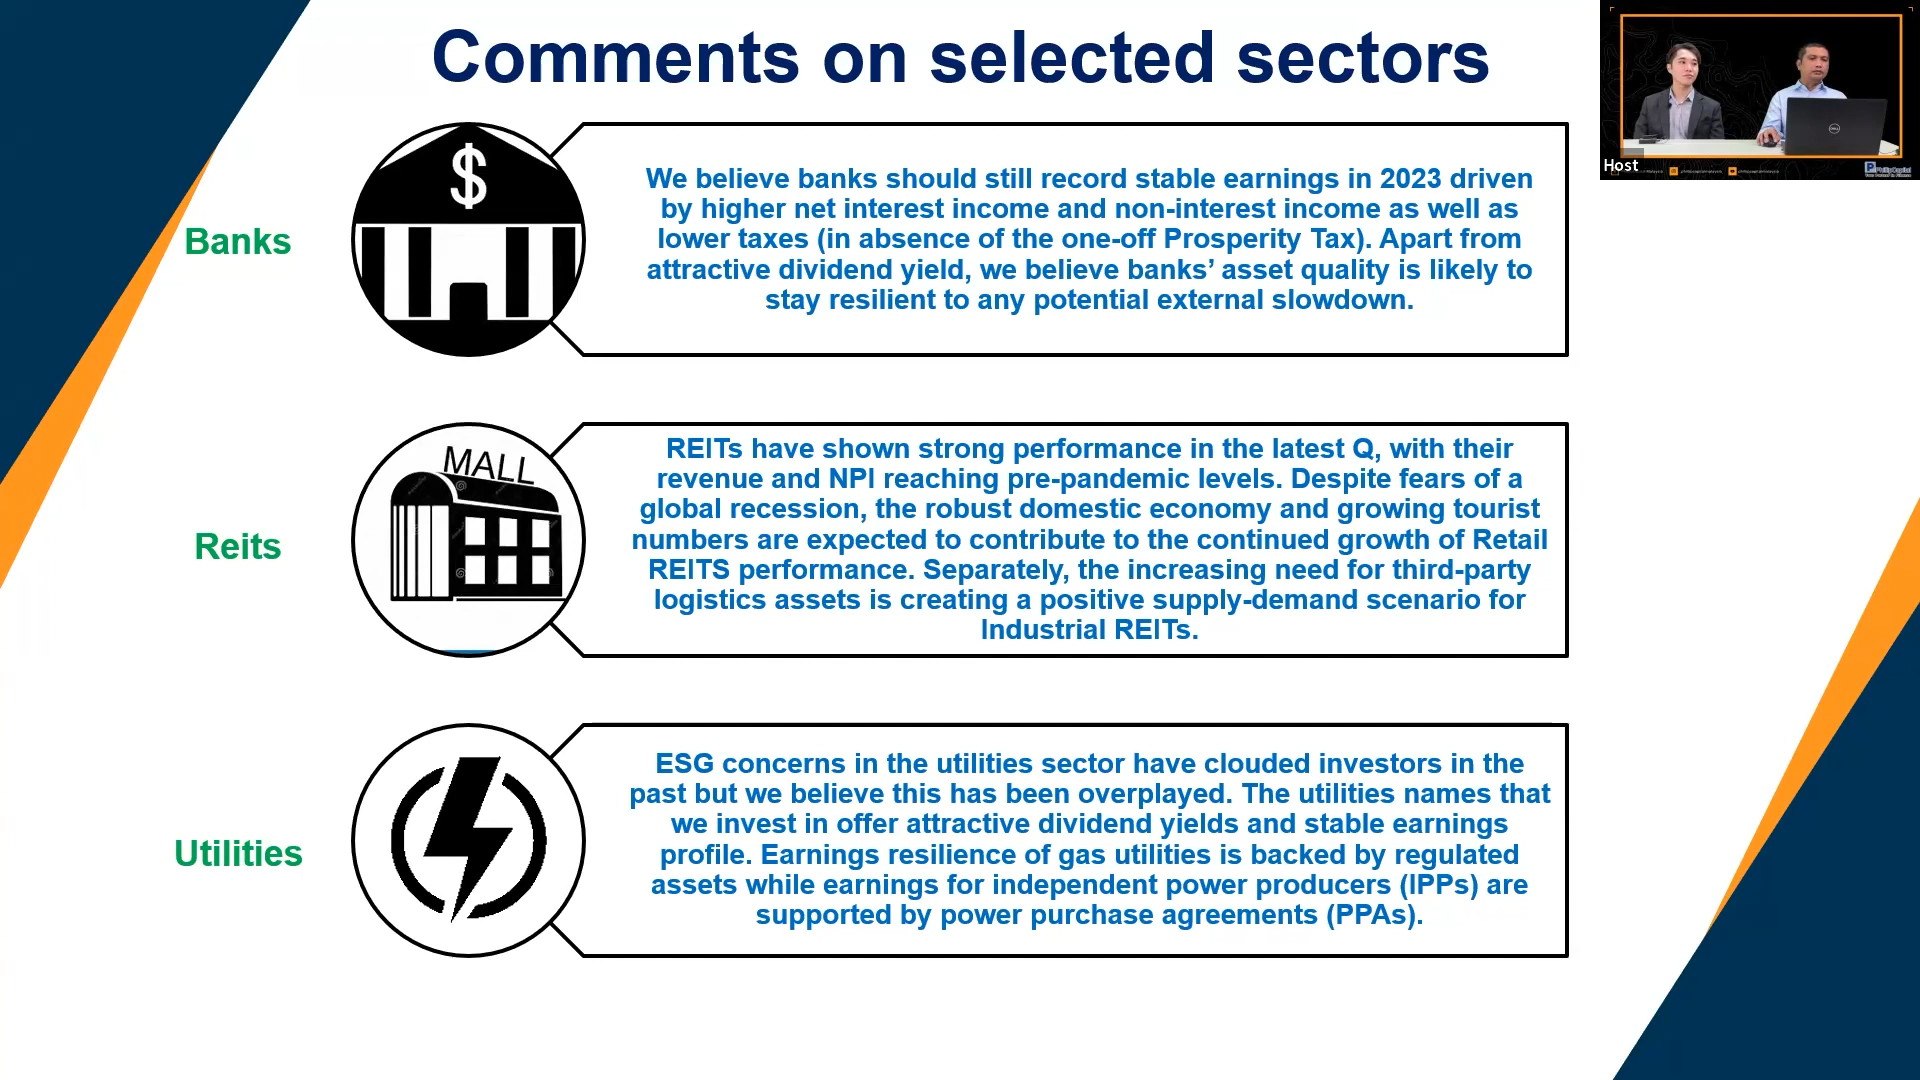 Comments on selected sectors
Host
PhillipCapital
Banks
$
We believe banks should still record stable earnings in 2023 driven
by higher net interest income and non-interest income as well as
lower taxes (in absence of the one-off Prosperity Tax). Apart from
attractive dividend yield, we believe banks’ asset quality is likely to
stay resilient to any potential external slowdown.
Reits
MALL
REITs have shown strong performance in the latest Q, with their
revenue and NPI reaching pre-pandemic levels. Despite fears of a
global recession, the robust domestic economy and growing tourist
numbers are expected to contribute to the continued growth of Retail
REITS performance. Separately, the increasing need for third-party
logistics assets is creating a positive supply-demand scenario for
Industrial REITs.
Utilities
ESG concerns in the utilities sector have clouded investors in the
past but we believe this has been overplayed. The utilities names that
we invest in offer attractive dividend yields and stable earnings
profile. Earnings resilience of gas utilities is backed by regulated
assets while earnings for independent power producers (IPPs) are
supported by power purchase agreements (PPAs).